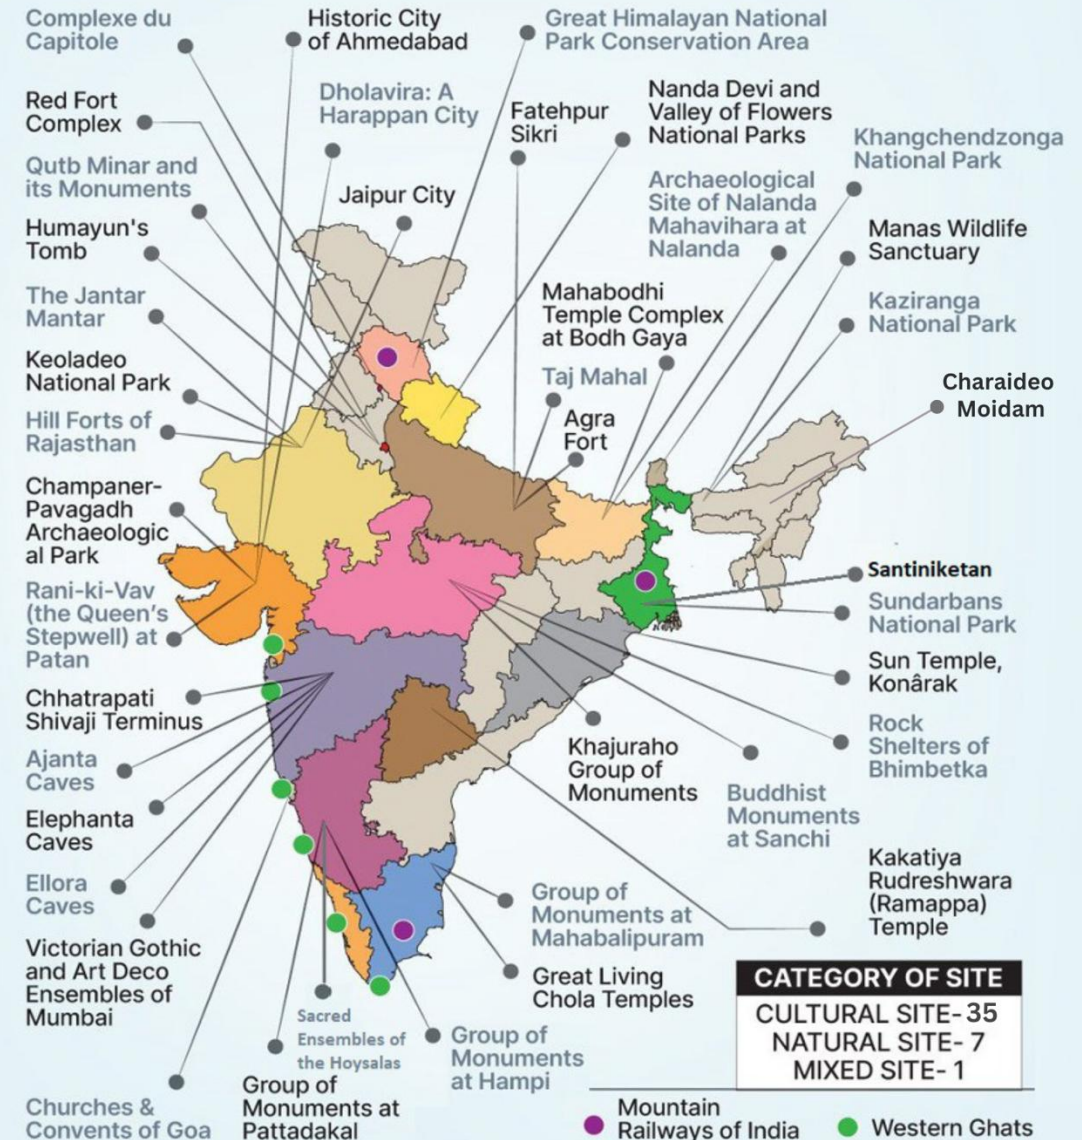 Complexe du
Capitole
Historic City
of Ahmedabad
Great Himalayan National
Park Conservation Area
Red Fort
Complex
Dholavira: A
Harappan City
Fatehpur
Sikri
Nanda Devi and
Valley of Flowers
National Parks
Khangchendzonga
National Park
Qutb Minar and
its Monuments
Jaipur City
Archaeological
Site of Nalanda
Mahavihara at
Nalanda
Humayun's
Tomb
Manas Wildlife
Sanctuary
The Jantar
Mantar
Mahabodhi
Temple Complex
at Bodh Gaya
Kaziranga
National Park
Keoladeo
National Park
Taj Mahal
Charaideo
Moidam
Hill Forts of
Rajasthan
Agra
Fort
Champaner-
Pavagadh
Archaeologic
al Park
Santiniketan
Rani-ki-Vav
(the Queen's
Stepwell) at
Patan
Sundarbans
National Park
Sun Temple,
Konârak
Chhatrapati
Shivaji Terminus
Rock
Shelters of
Bhimbetka
Ajanta
Caves
Khajuraho
Group of
Monuments
Buddhist
Monuments
at Sanchi
Elephanta
Caves
Kakatiya
Rudreshwara
(Ramappa)
Temple
Ellora
Caves
Group of
Monuments at
Mahabalipuram
Victorian Gothic
and Art Deco
Ensembles of
Mumbai
Great Living
Chola Temples
CATEGORY OF SITE
CULTURAL SITE-35
NATURAL SITE- 7
MIXED SITE- 1
Sacred
Ensembles of
the Hoysalas
Group of
Monuments
at Hampi
Group of
Monuments at
Pattadakal
Churches &
Convents of Goa
Mountain
Railways of India
Western Ghats